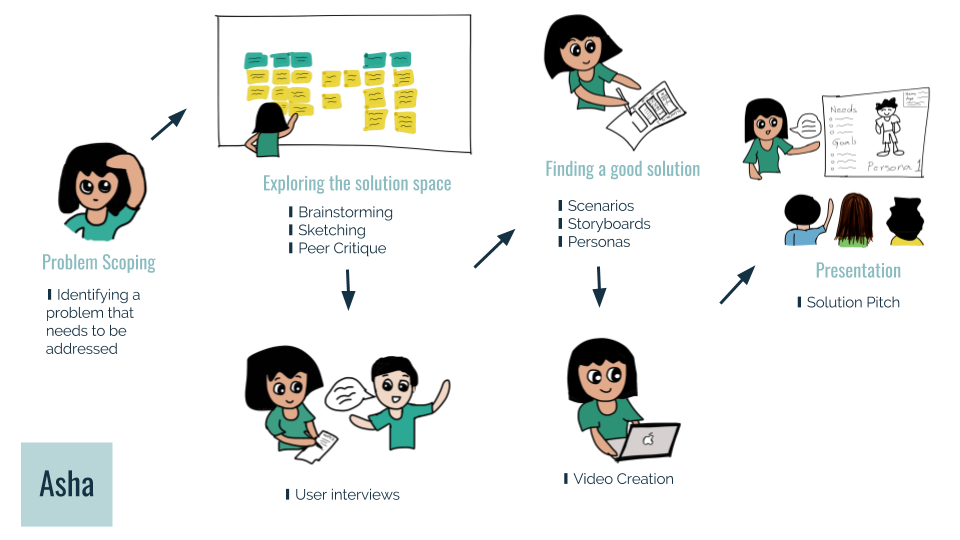 Problem Scoping
Identifying a
problem that
needs to be
addressed
Exploring the solution space
Brainstorming
Sketching
Peer Critique
User interviews
Finding a good solution
Scenarios
Storyboards
Personas
Video Creation
Needs
Goals
Persona 1
Presentation
Solution Pitch
Asha